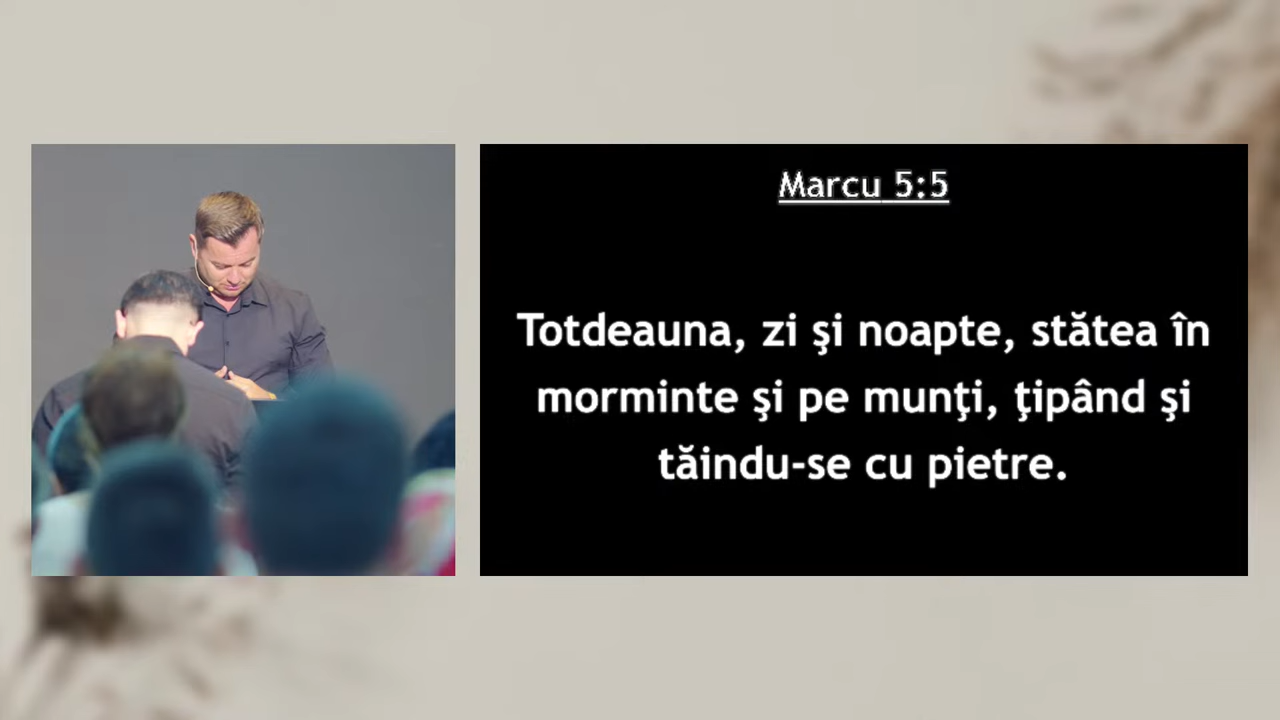 Marcu 5:5
Totdeauna, zi şi noapte, stătea în
morminte şi pe munţi, ţipând şi
tăindu-se cu pietre.